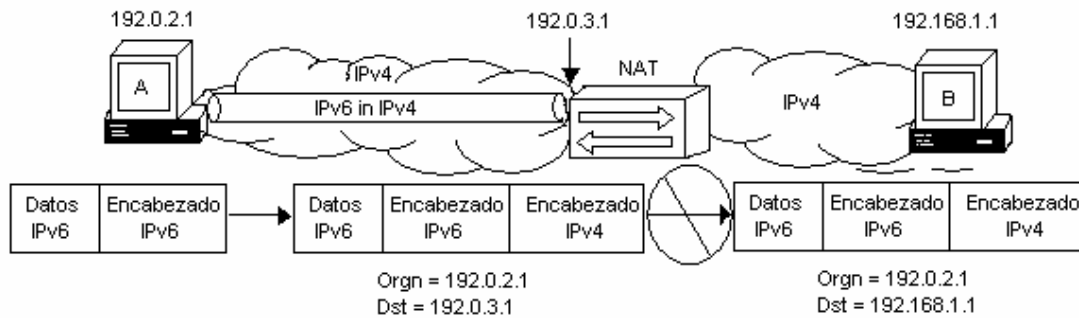 192.0.2.1
192.0.3.1
192.168.1.1
IPv4
NAT
A
IPv6 in IPv4
IPv4
B
Datos IPv6
Encabezado IPv6
Datos IPv6
Encabezado IPv6
Encabezado IPv4
Datos IPv6
Encabezado IPv6
Encabezado IPv4
Orgn = 192.0.2.1
Dst = 192.0.3.1
Orgn = 192.0.2.1
Dst = 192.168.1.1